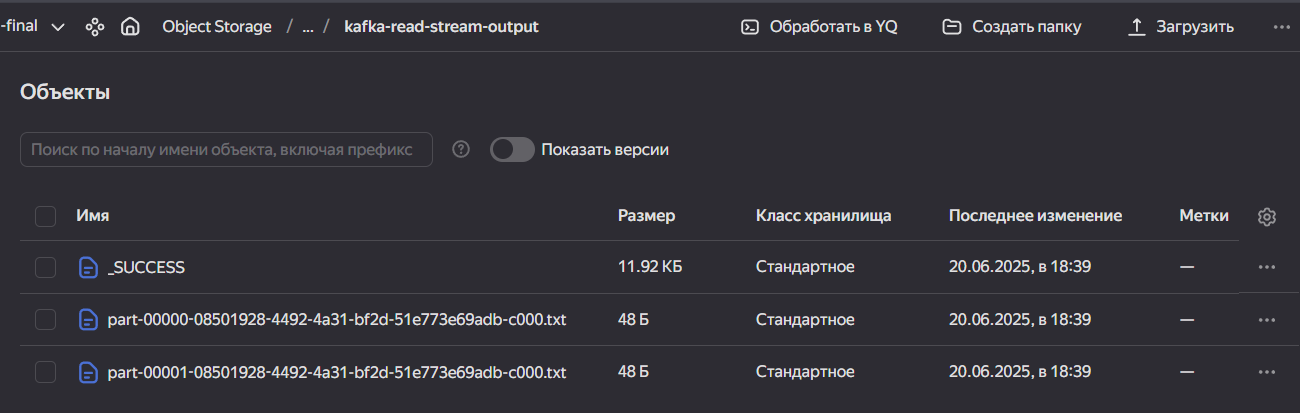 -final Object Storage / ... / kafka-read-stream-output Обработать в YQ Создать папку Загрузить ...
Объекты
Поиск по началу имени объекта, включая префикс ? Показать версии
Имя Размер Класс хранилища Последнее изменение Метки
_SUCCESS 11.92 КБ Стандартное 20.06.2025, в 18:39 — ...
part-00000-08501928-4492-4a31-bf2d-51e773e69adb-c000.txt 48 Б Стандартное 20.06.2025, в 18:39 — ...
part-00001-08501928-4492-4a31-bf2d-51e773e69adb-c000.txt 48 Б Стандартное 20.06.2025, в 18:39 — ...